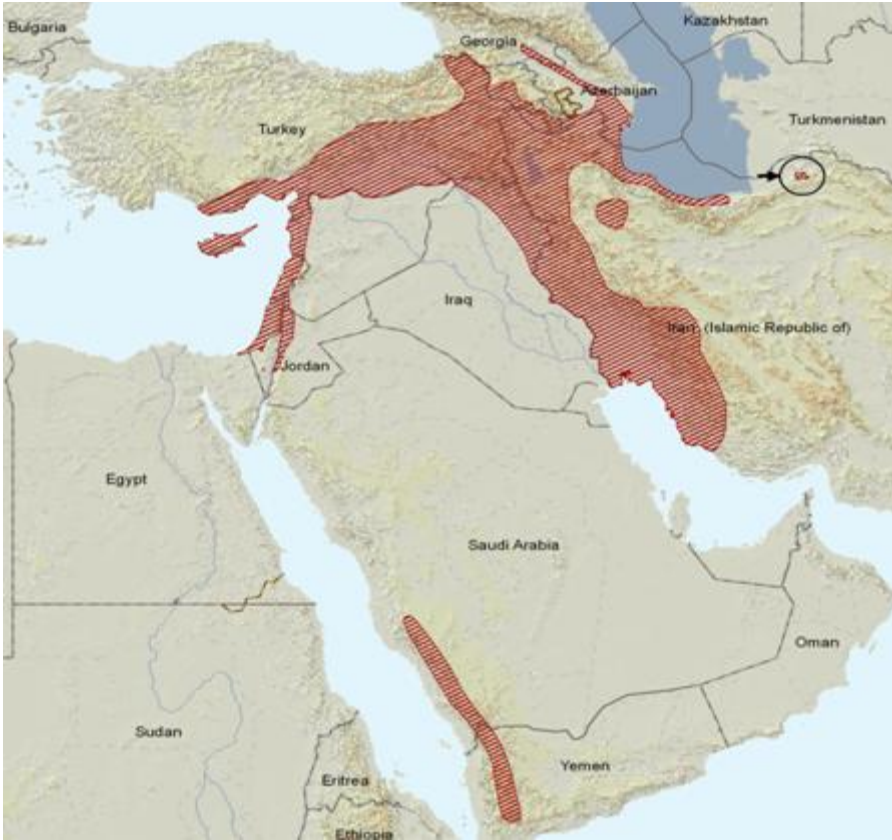 Bulgaria
Kazakhstan
Georgia
Azerbaijan
Turkmenistan
Turkey
Iraq
Iran (Islamic Republic of)
Jordan
Egypt
Saudi Arabia
Oman
Sudan
Yemen
Eritrea
Ethiopia